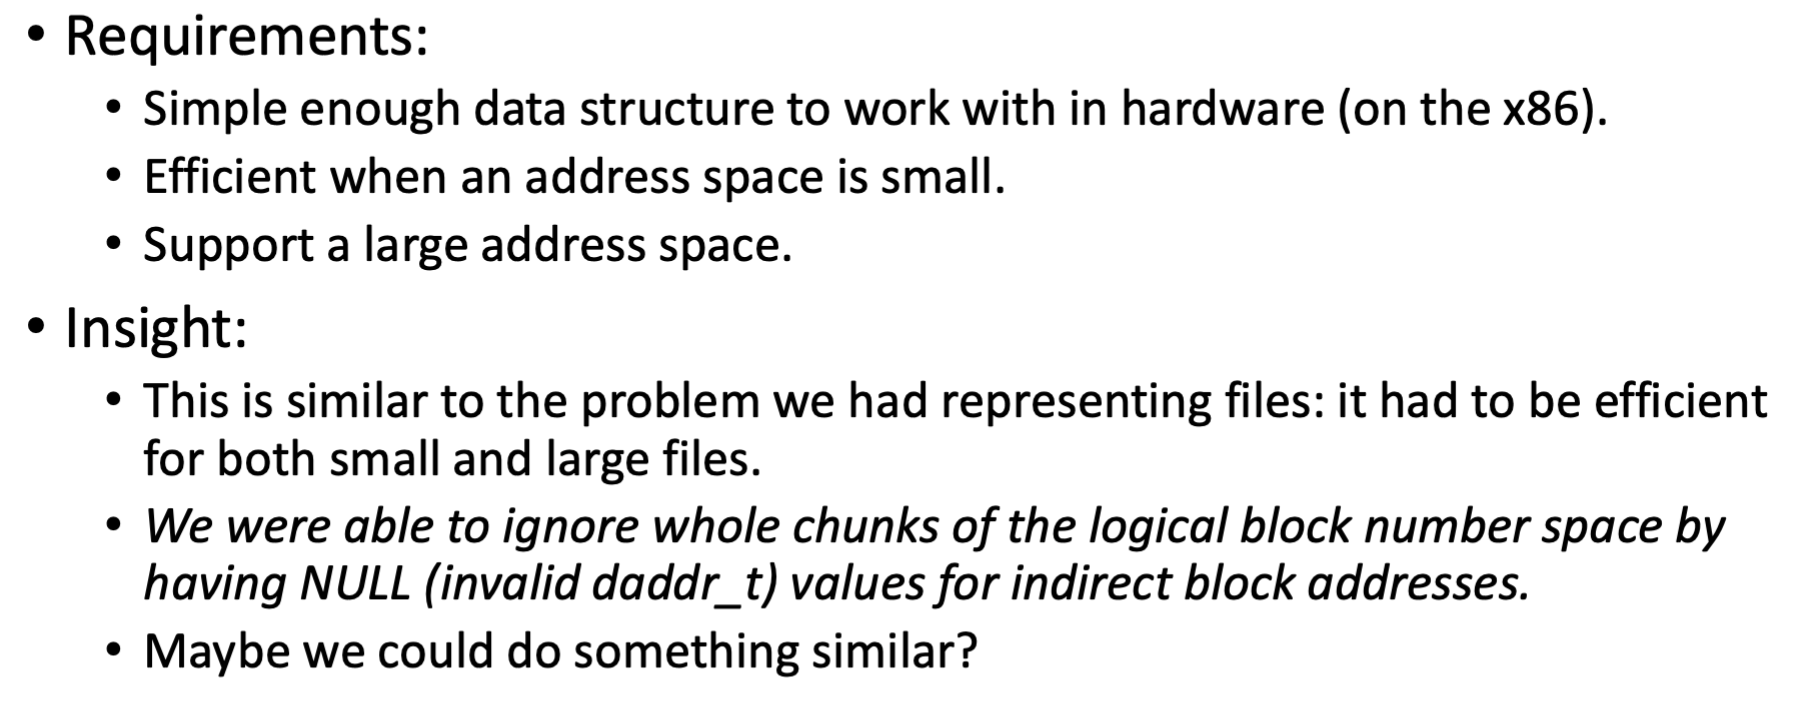 • Requirements:
• Simple enough data structure to work with in hardware (on the x86).
• Efficient when an address space is small.
• Support a large address space.
• Insight:
• This is similar to the problem we had representing files: it had to be efficient
for both small and large files.
• We were able to ignore whole chunks of the logical block number space by
having NULL (invalid daddr_t) values for indirect block addresses.
• Maybe we could do something similar?